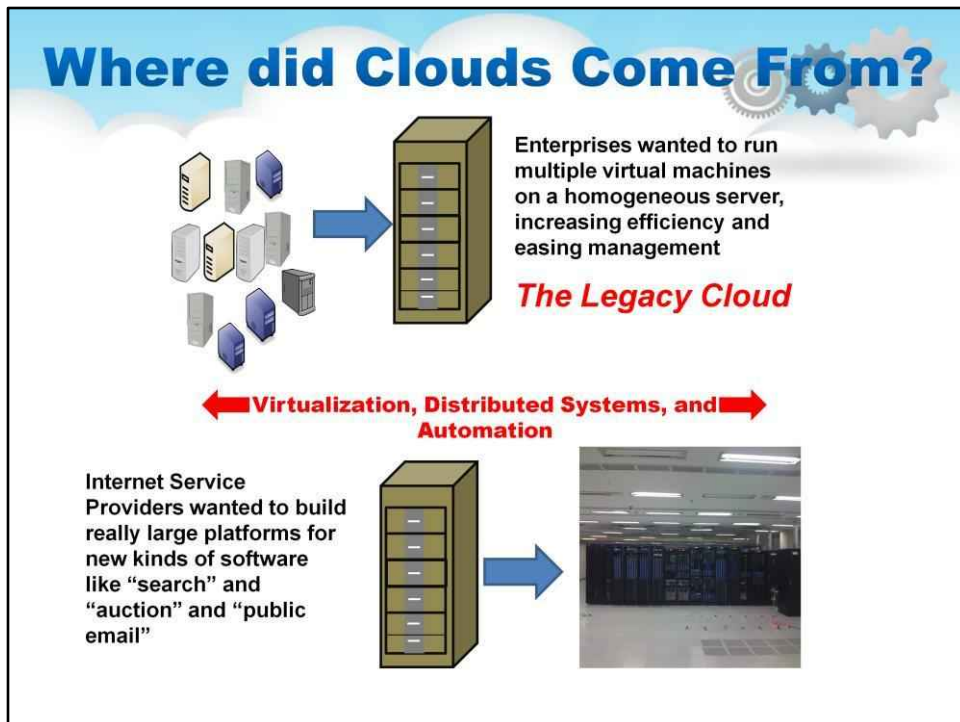 Where did Clouds Come From?
Enterprises wanted to run
multiple virtual machines
on a homogeneous server,
increasing efficiency and
easing management
The Legacy Cloud
Virtualization, Distributed Systems, and
Automation
Internet Service
Providers wanted to build
really large platforms for
new kinds of software
like “search” and
“auction” and “public
email”